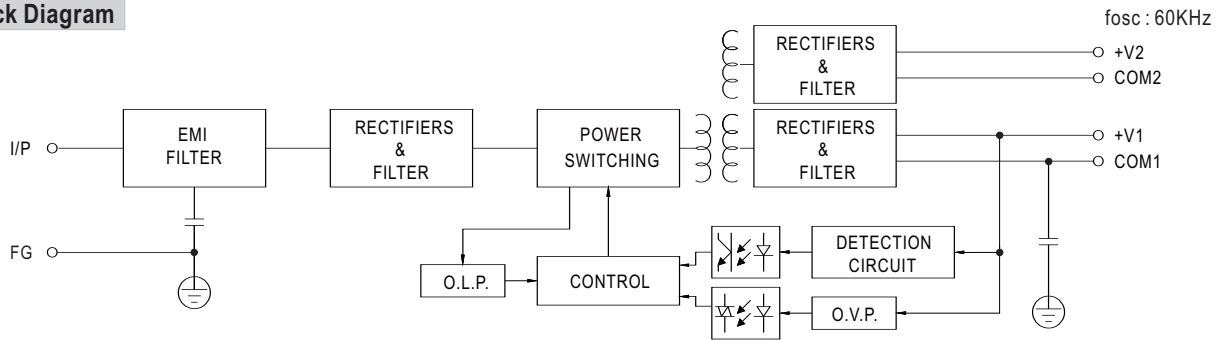 ck Diagram
fosc : 60KHz
RECTIFIERS
&
FILTER
+V2
COM2
I/P
EMI
FILTER
RECTIFIERS
&
FILTER
POWER
SWITCHING
RECTIFIERS
&
FILTER
+V1
COM1
FG
O.L.P.
CONTROL
DETECTION
CIRCUIT
O.V.P.